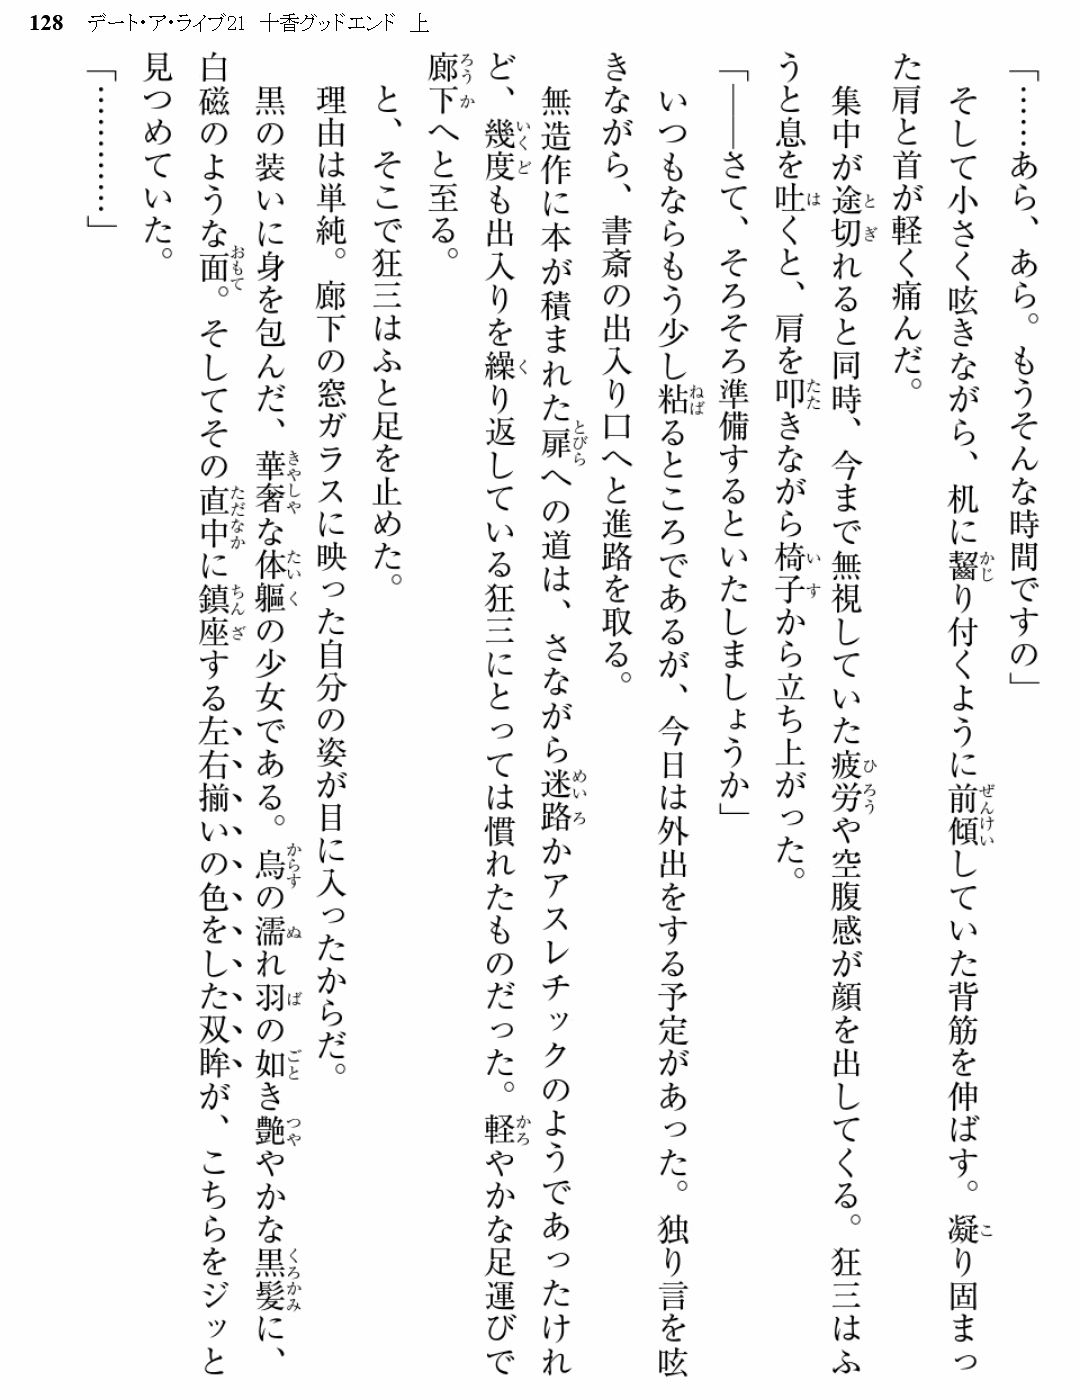 128 デート・ア・ライブ21 十香グッドエンド 上
「……あら、あら。もうそんな時間ですの」
そして小さく呟きながら、机に齧り付くように前傾していた背筋を伸ばす。凝り固まっ
た肩と首が軽く痛んだ。
集中が途切れると同時、今まで無視していた疲労や空腹感が顔を出してくる。狂三はふ
うと息を吐くと、肩を叩きながら椅子から立ち上がった。
「――さて、そろそろ準備するといたしましょうか」
いつもならもう少し粘るところであるが、今日は外出をする予定があった。独り言を呟
きながら、書斎の出入り口へと進路を取る。
無造作に本が積まれた扉への道は、さながら迷路かアスレチックのようであったけれ
ど、幾度も出入りを繰り返している狂三にとっては慣れたものだった。軽やかな足運びで
廊下へと至る。
と、そこで狂三はふと足を止めた。
理由は単純。廊下の窓ガラスに映った自分の姿が目に入ったからだ。
黒の装いに身を包んだ、華奢な体軀の少女である。烏の濡れ羽の如き艶やかな黒髪に、
白磁のような面。そしてその直中に鎮座する左右揃いの色をした双眸が、こちらをジッと
見つめていた。
「…………」